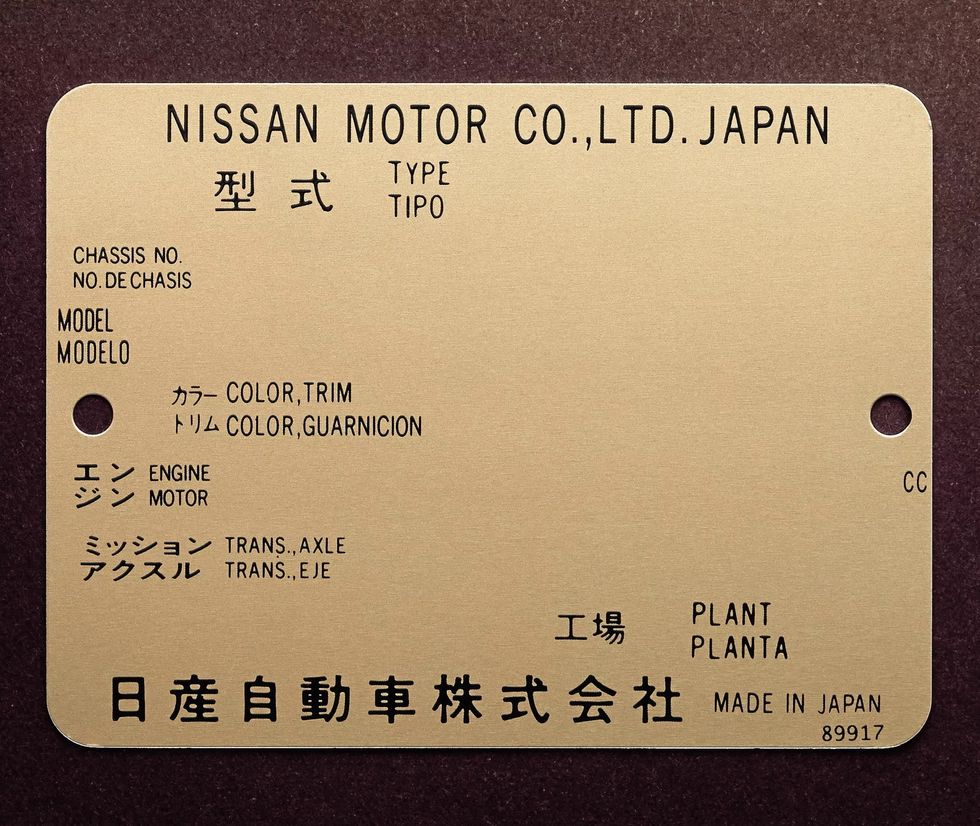 NISSAN MOTOR CO.,LTD. JAPAN
型式 TYPE
TIPO
CHASSIS NO.
NO. DE CHASIS
MODEL
MODELO
カラー COLOR,TRIM
トリム COLOR,GUARNICION
エン ENGINE
ジン MOTOR
CC
ミッション TRANS.,AXLE
アクスル TRANS.,EJE
工場 PLANT
PLANTA
日産自動車株式会社 MADE IN JAPAN
89917